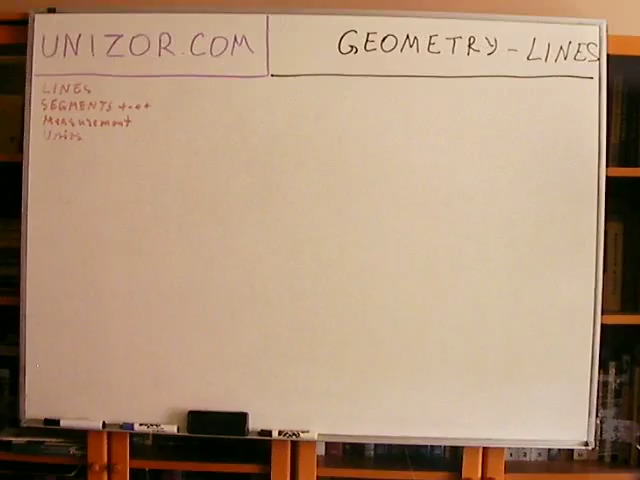 UNIZOR.COM
GEOMETRY - LINES
LINES
SEGMENTS
Measurement
Units